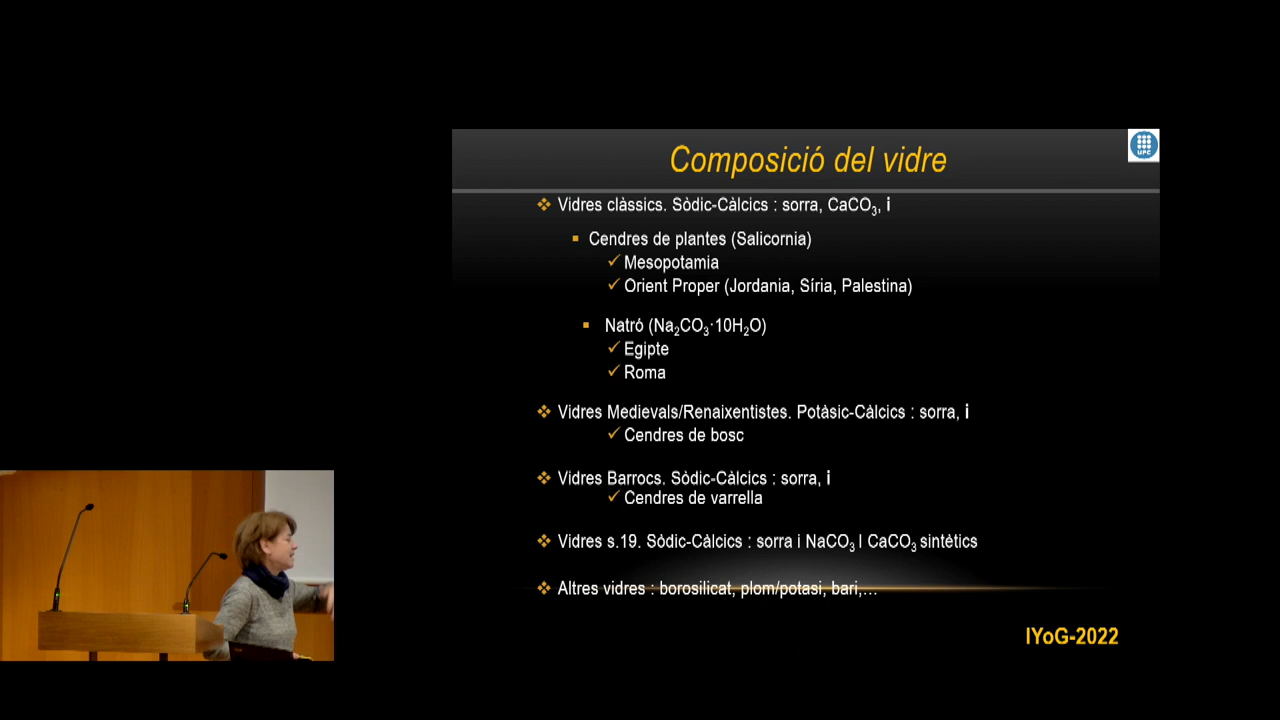 Composició del vidre
UPC
Vidres clàssics. Sòdic-Càlcics : sorra, CaCO₃, i
Cendres de plantes (Salicornia)
Mesopotamia
Orient Proper (Jordania, Síria, Palestina)
Natró (Na₂CO₃·10H₂O)
Egipte
Roma
Vidres Medievals/Renaixentistes. Potàsic-Càlcics : sorra, i
Cendres de bosc
Vidres Barrocs. Sòdic-Càlcics : sorra, i
Cendres de varrella
Vidres s.19. Sòdic-Càlcics : sorra i NaCO₃ I CaCO₃ sintètics
Altres vidres : borosilicat, plom/potasi, bari,…
IYoG-2022